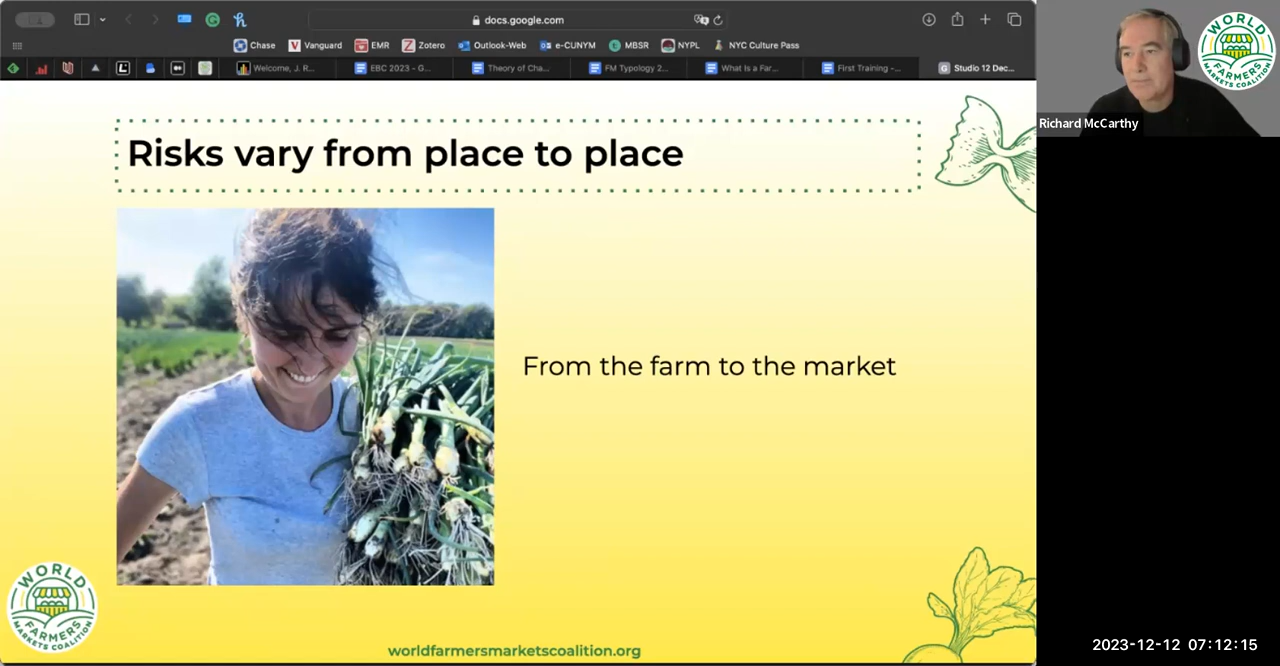 docs.google.com
Chase Vanguard EMR Zotero Outlook-Web e-CUNYM MBSR NYPL NYC Culture Pass
Welcome, J. R... EBC 2023 - G... Theory of Cha... FM Typology 2... What Is a Far... First Training -... Studio 12 Dec...
WORLD
FARMERS
MARKETS COALITION
Richard McCarthy
Risks vary from place to place
From the farm to the market
WORLD
FARMERS
MARKETS COALITION
worldfarmersmarketscoalition.org
2023-12-12 07:12:15